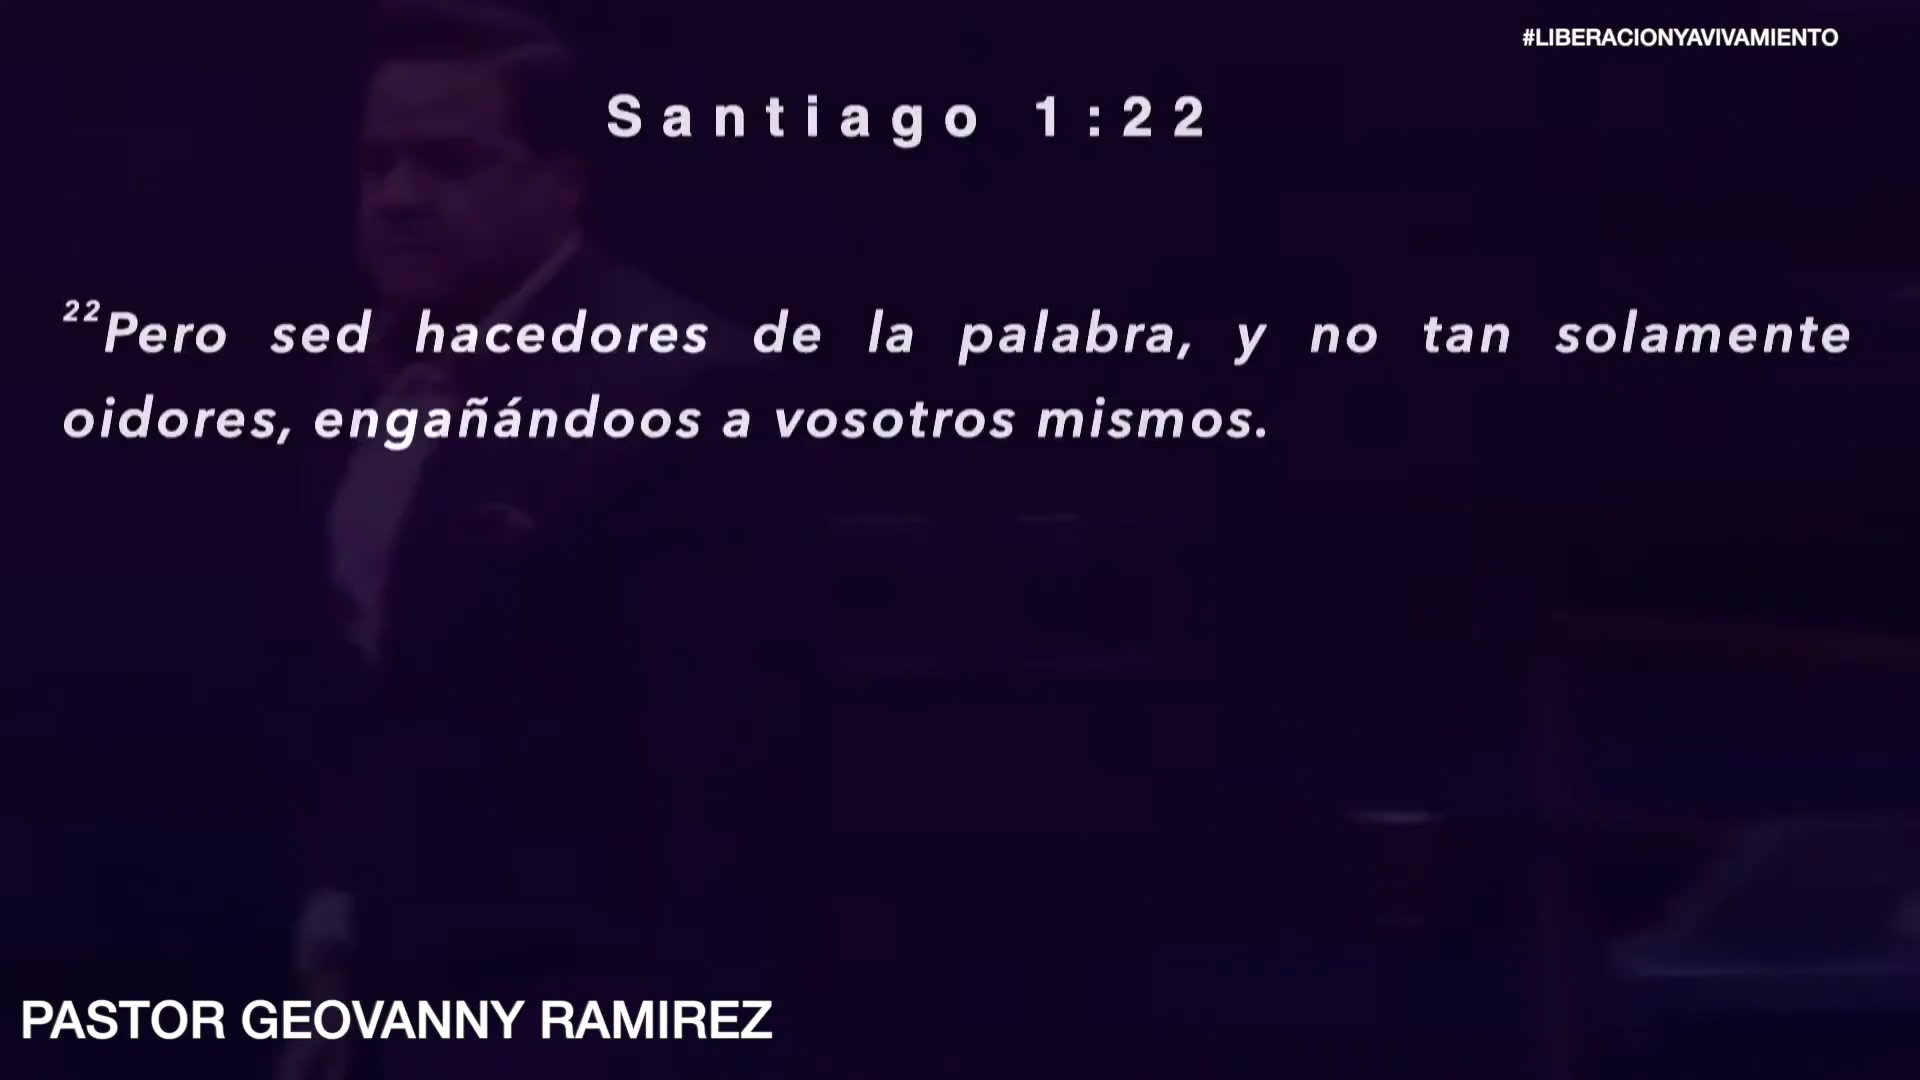 #LIBERACIONYAVIVAMIENTO
Santiago 1:22
²²Pero sed hacedores de la palabra, y no tan solamente
oidores, engañándoos a vosotros mismos.
PASTOR GEOVANNY RAMIREZ